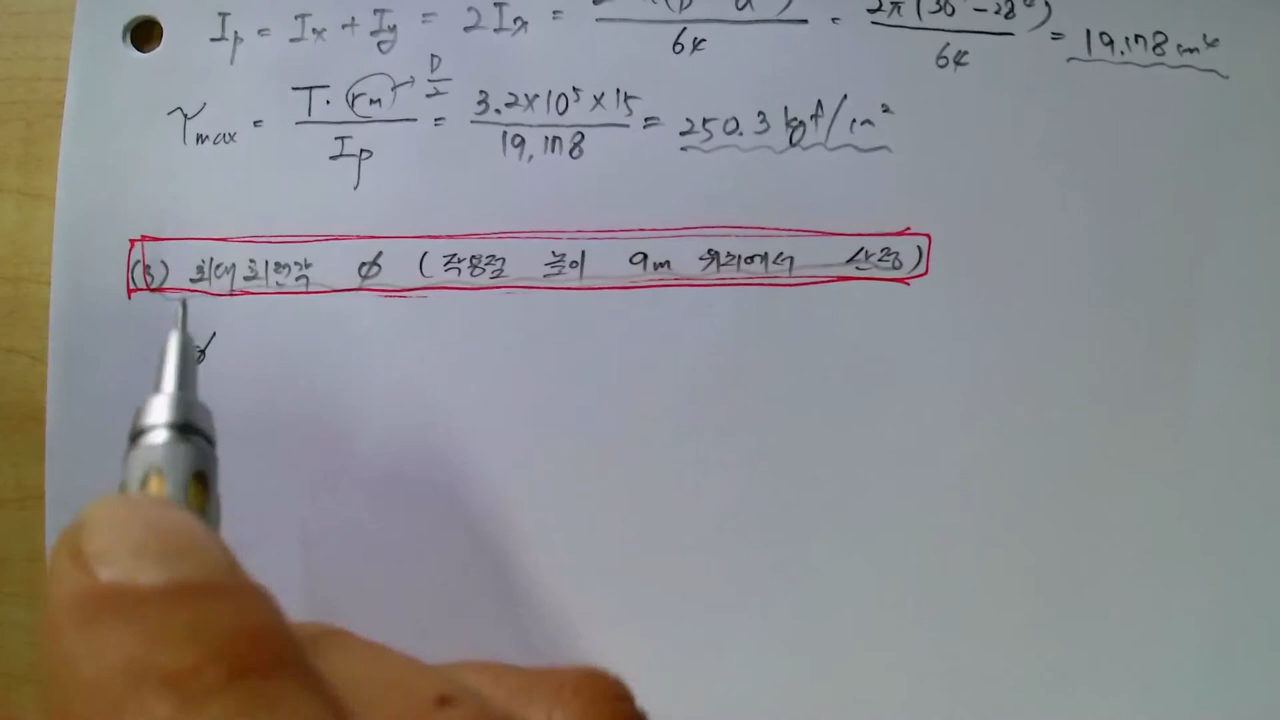 Ip = Ix + Iy = 2Ix = / 64 = 2π(30⁴ - 28⁴) / 64 = 19,178 cm⁴
τmax = T · rm → D/2 / Ip = 3.2×10⁵×15 / 19,178 = 250.3 kgf/cm²
(3) 최대회전각 ϕ (작용점 높이 9m 위치에서 산정)